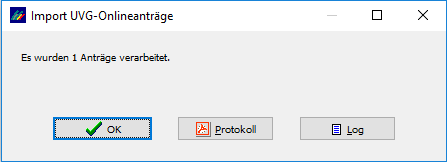 Import UVG-Onlineanträge
Es wurden 1 Anträge verarbeitet.
OK Protokoll Log